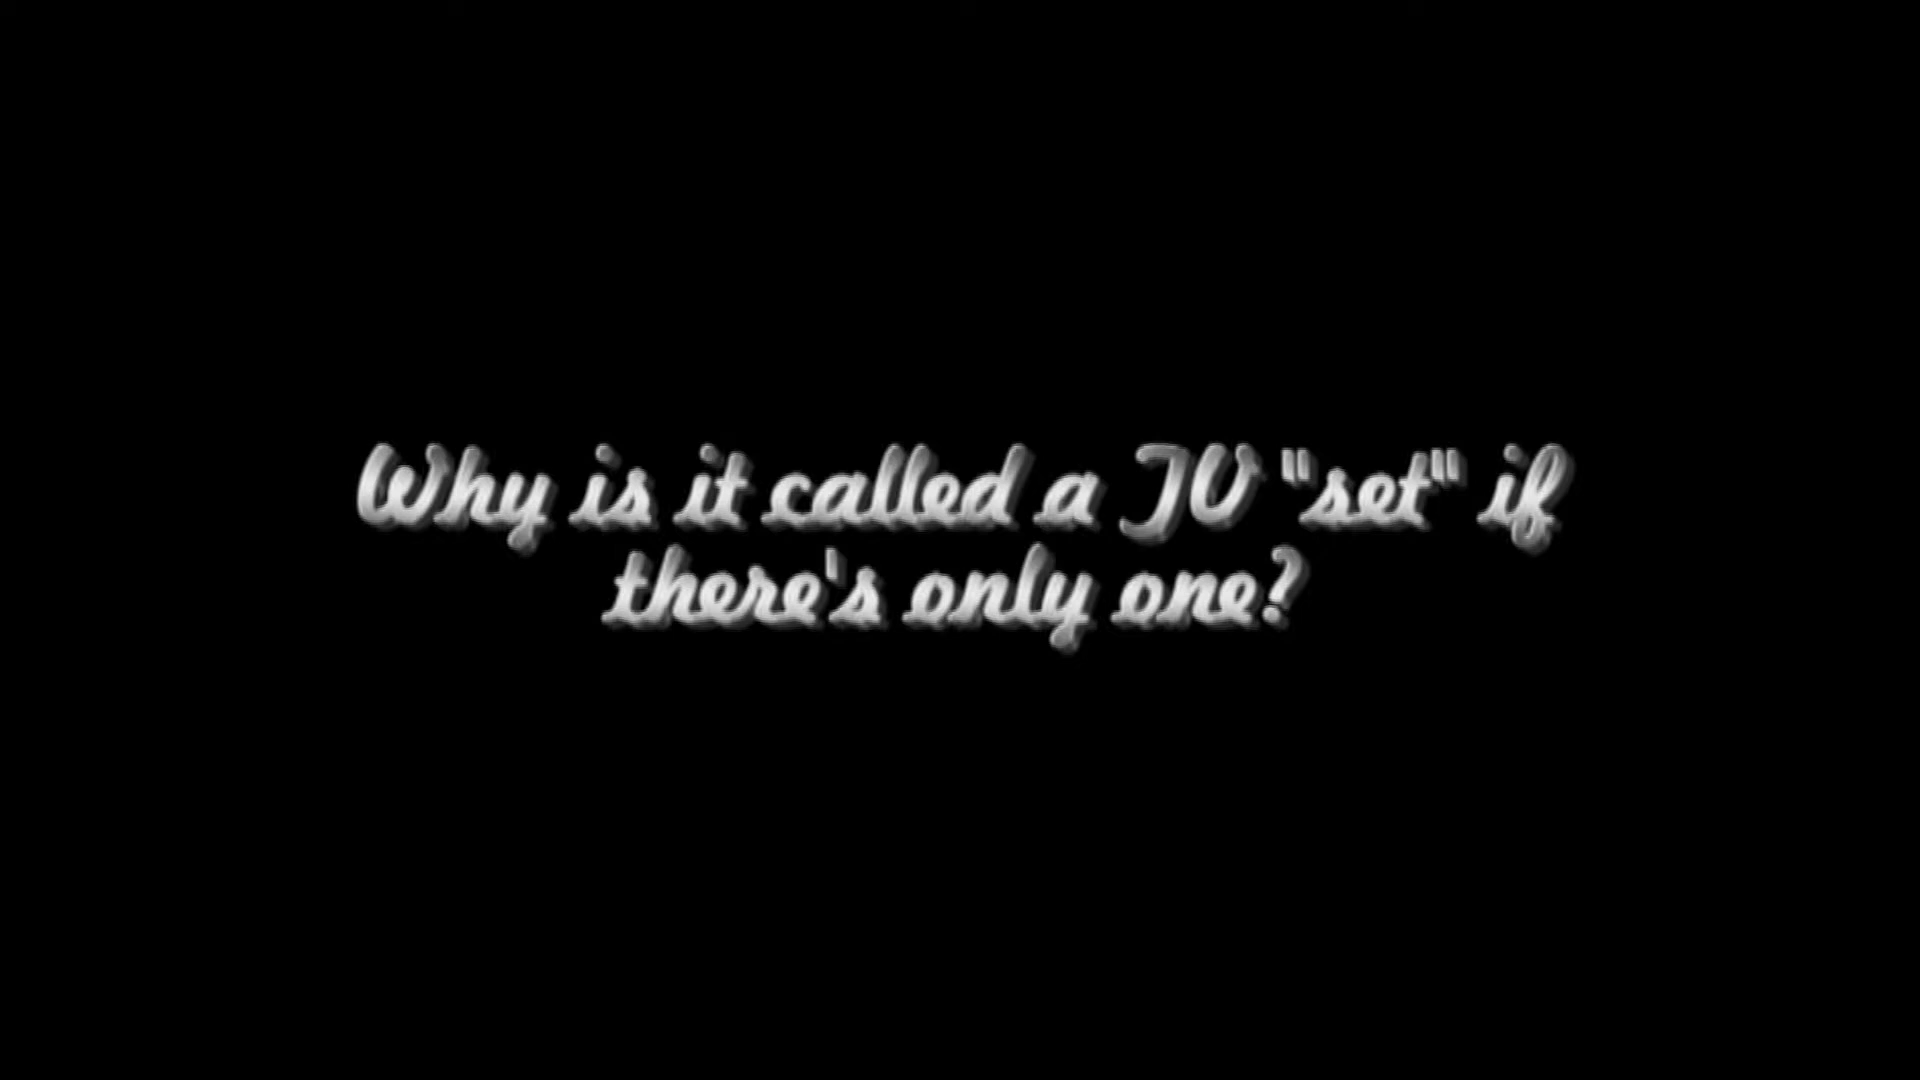 Why is it called a TV "set" if
there's only one?